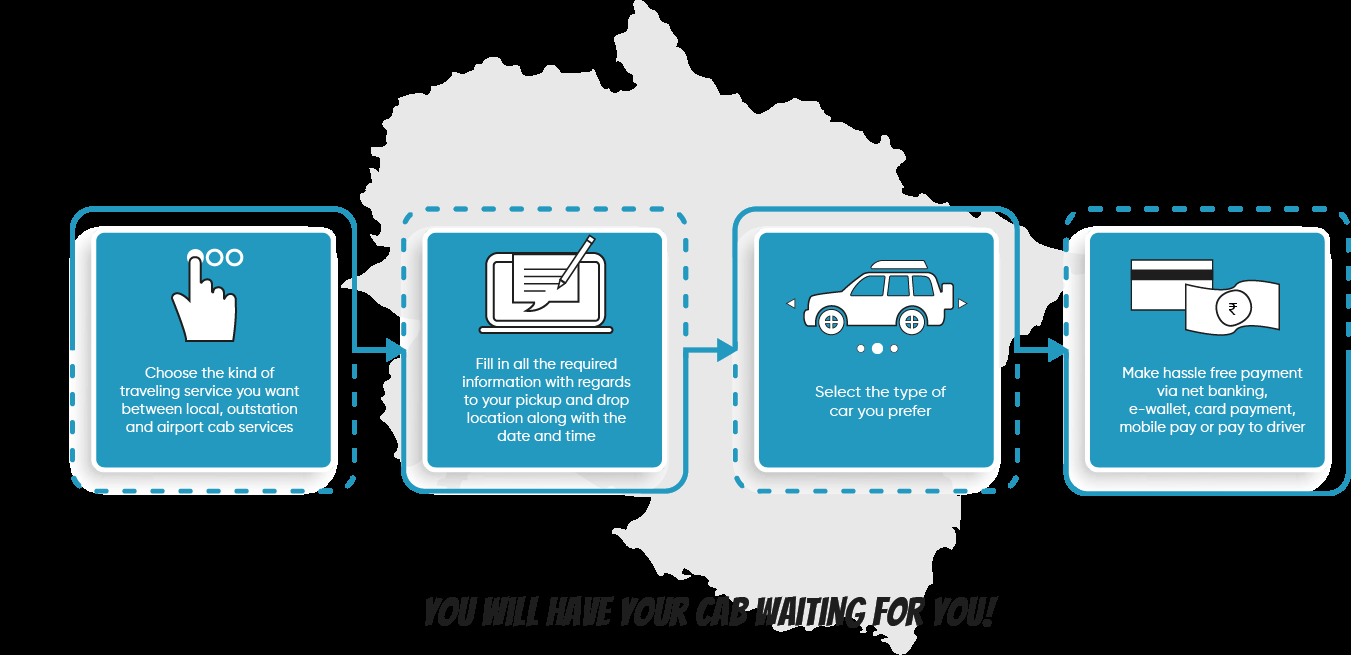 Choose the kind of
traveling service you want
between local, outstation
and airport cab services
Fill in all the required
information with regards
to your pickup and drop
location along with the
date and time
Select the type of
car you prefer
₹
Make hassle free payment
via net banking,
e-wallet, card payment,
mobile pay or pay to driver
YOU WILL HAVE YOUR CAB WAITING FOR YOU!